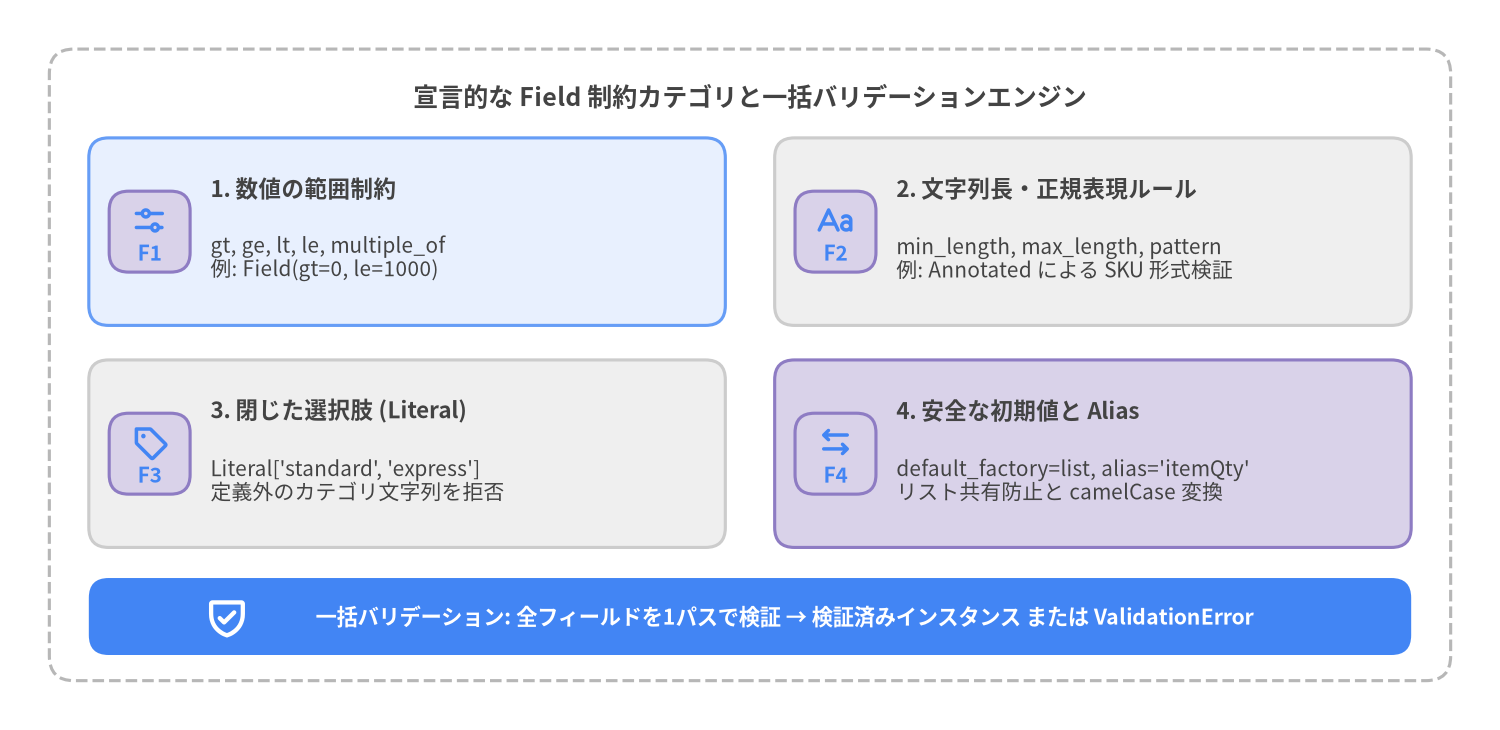 宣言的な Field 制約カテゴリと一括バリデーションエンジン
1. 数値の範囲制約
F1
gt, ge, lt, le, multiple_of
例: Field(gt=0, le=1000)
2. 文字列長・正規表現ルール
Aa
F2
min_length, max_length, pattern
例: Annotated による SKU 形式検証
3. 閉じた選択肢 (Literal)
F3
Literal['standard', 'express']
定義外のカテゴリ文字列を拒否
4. 安全な初期値と Alias
F4
default_factory=list, alias='itemQty'
リスト共有防止と camelCase 変換
一括バリデーション: 全フィールドを1パスで検証 → 検証済みインスタンス または ValidationError